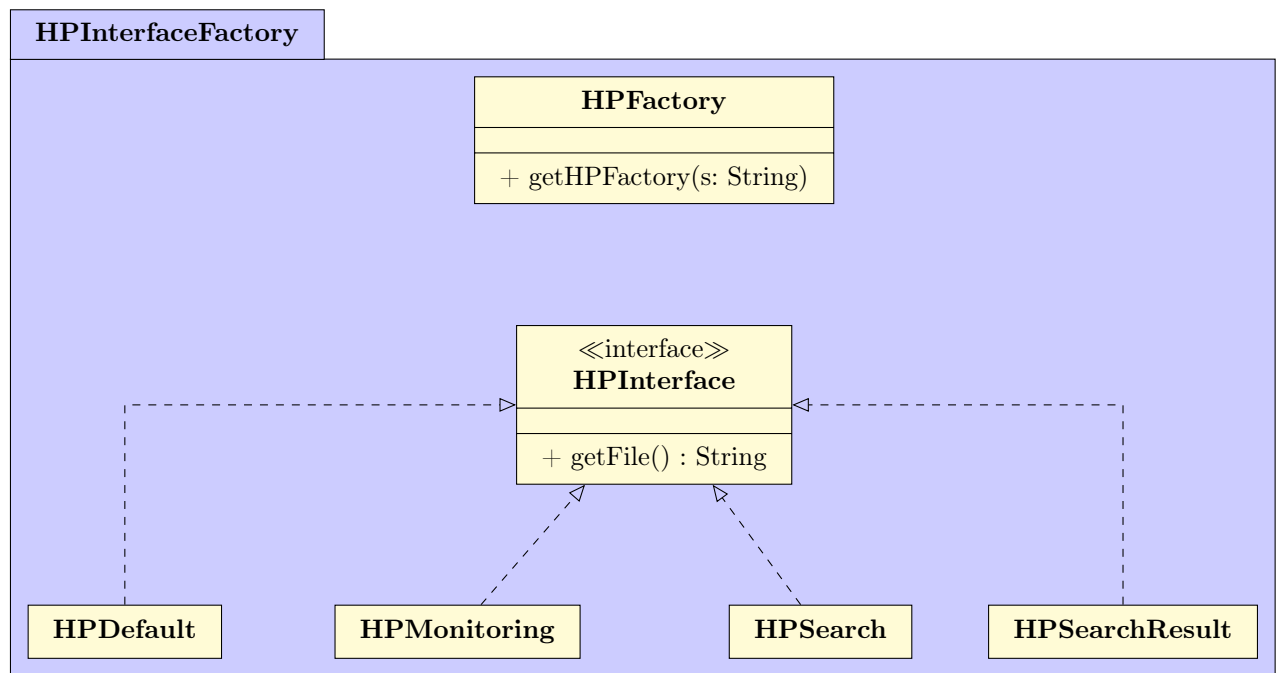 HPInterfaceFactory
HPFactory
+ getHPFactory(s: String)
≪interface≫
HPInterface
+ getFile() : String
HPDefault
HPMonitoring
HPSearch
HPSearchResult